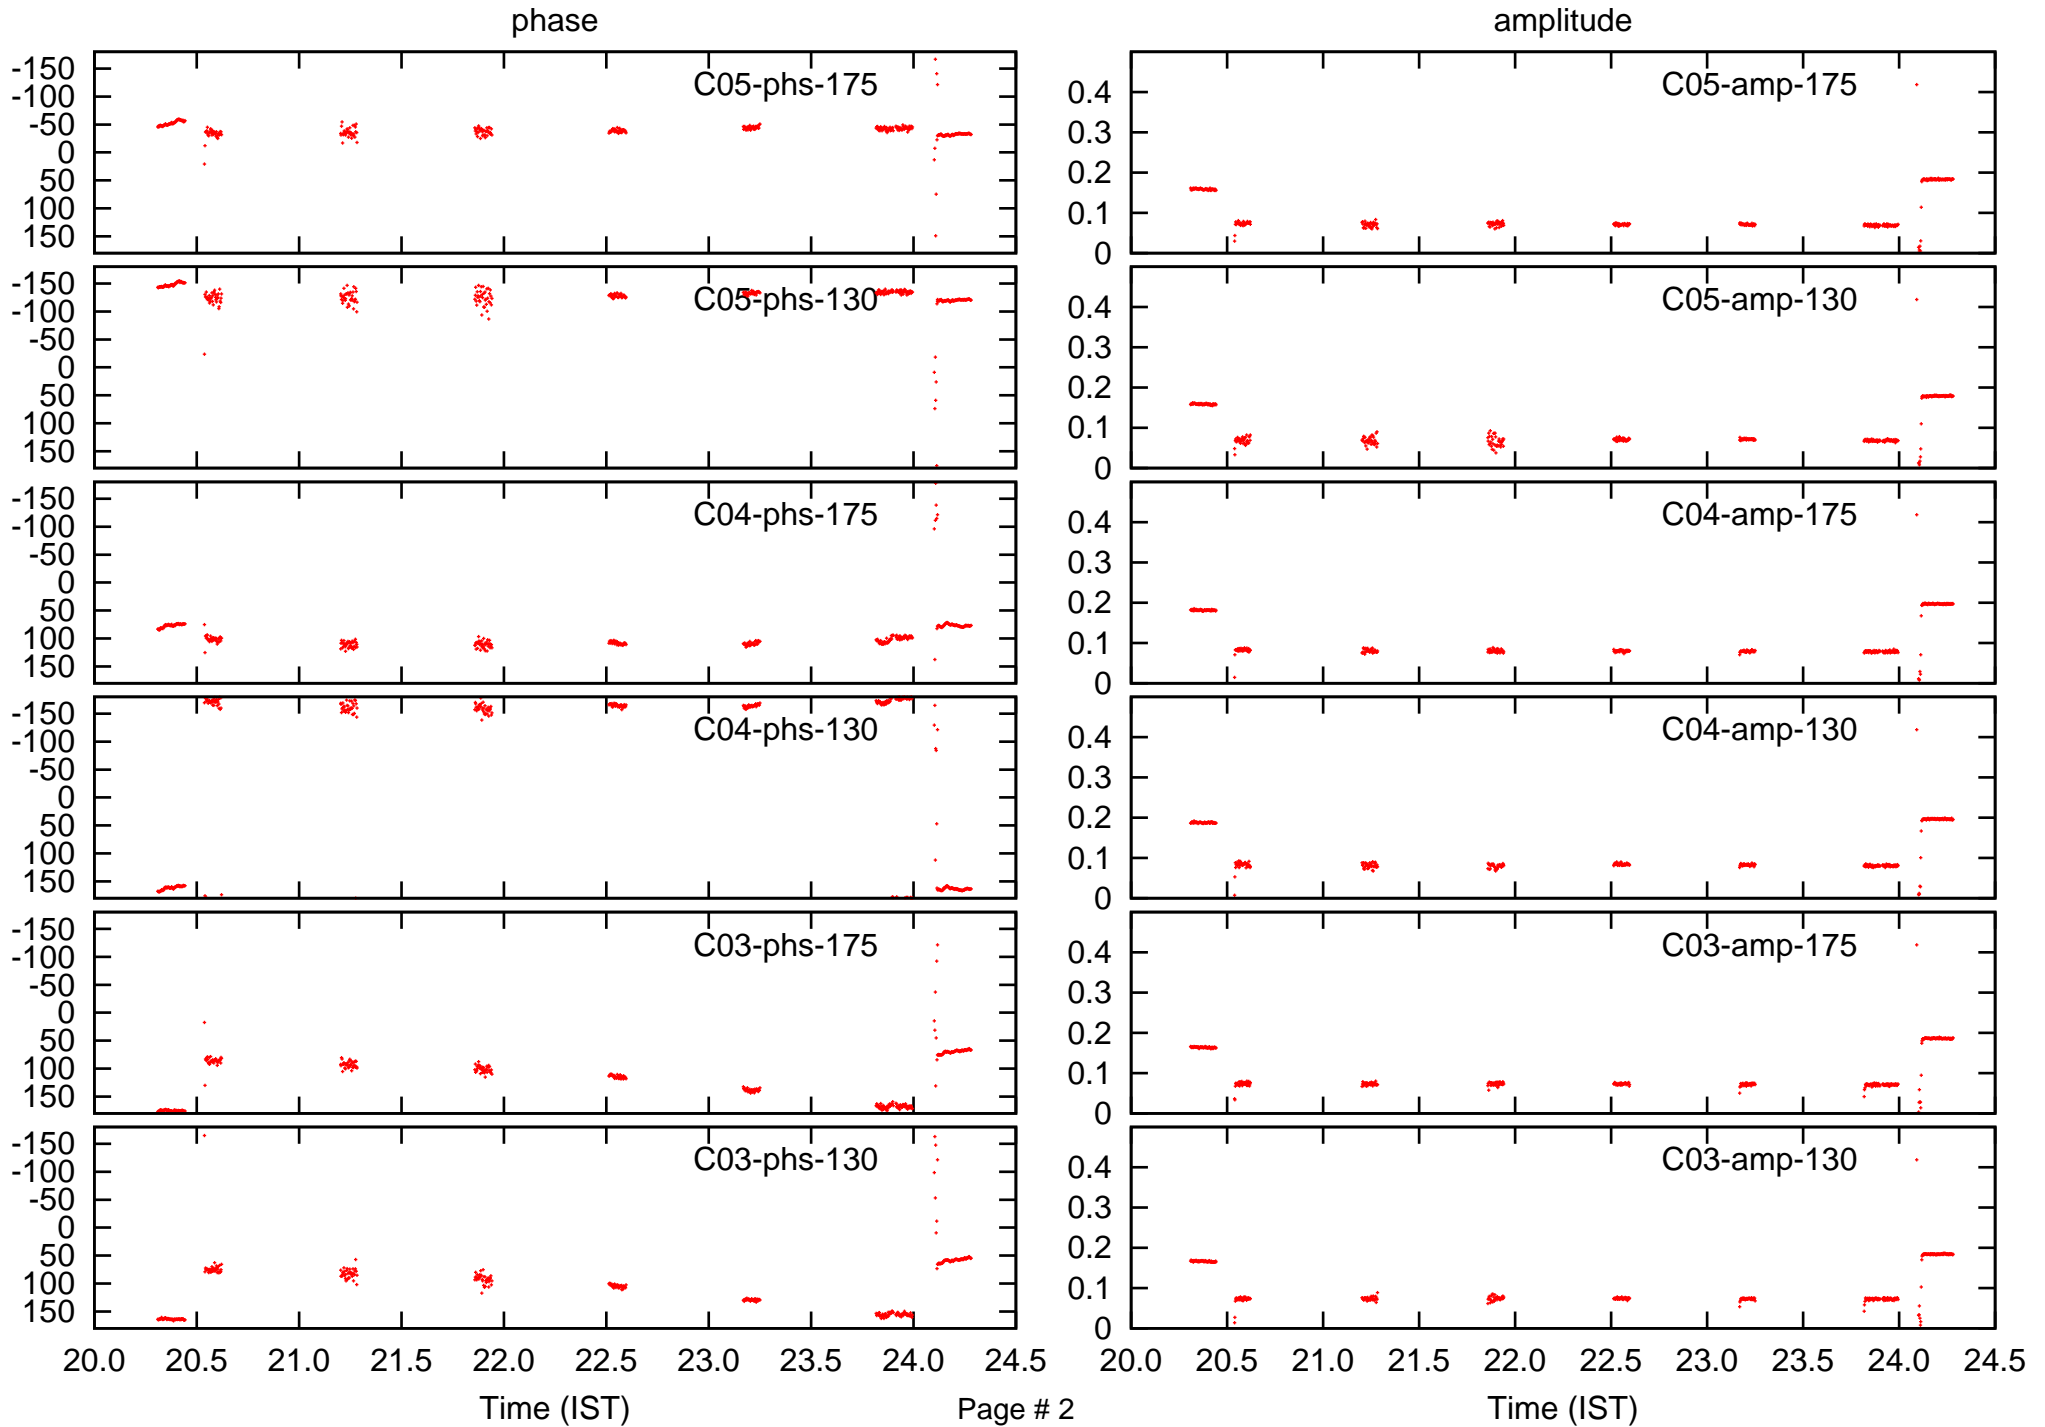 phase amplitude
-150 -100 -50 0 50 100 150 C05-phs-175 0.4 0.3 0.2 0.1 0 C05-amp-175
-150 -100 -50 0 50 100 150 C05-phs-130 0.4 0.3 0.2 0.1 0 C05-amp-130
-150 -100 -50 0 50 100 150 C04-phs-175 0.4 0.3 0.2 0.1 0 C04-amp-175
-150 -100 -50 0 50 100 150 C04-phs-130 0.4 0.3 0.2 0.1 0 C04-amp-130
-150 -100 -50 0 50 100 150 C03-phs-175 0.4 0.3 0.2 0.1 0 C03-amp-175
-150 -100 -50 0 50 100 150 C03-phs-130 0.4 0.3 0.2 0.1 0 C03-amp-130
20.0 20.5 21.0 21.5 22.0 22.5 23.0 23.5 24.0 24.5 20.0 20.5 21.0 21.5 22.0 22.5 23.0 23.5 24.0 24.5
Time (IST) Page # 2 Time (IST)